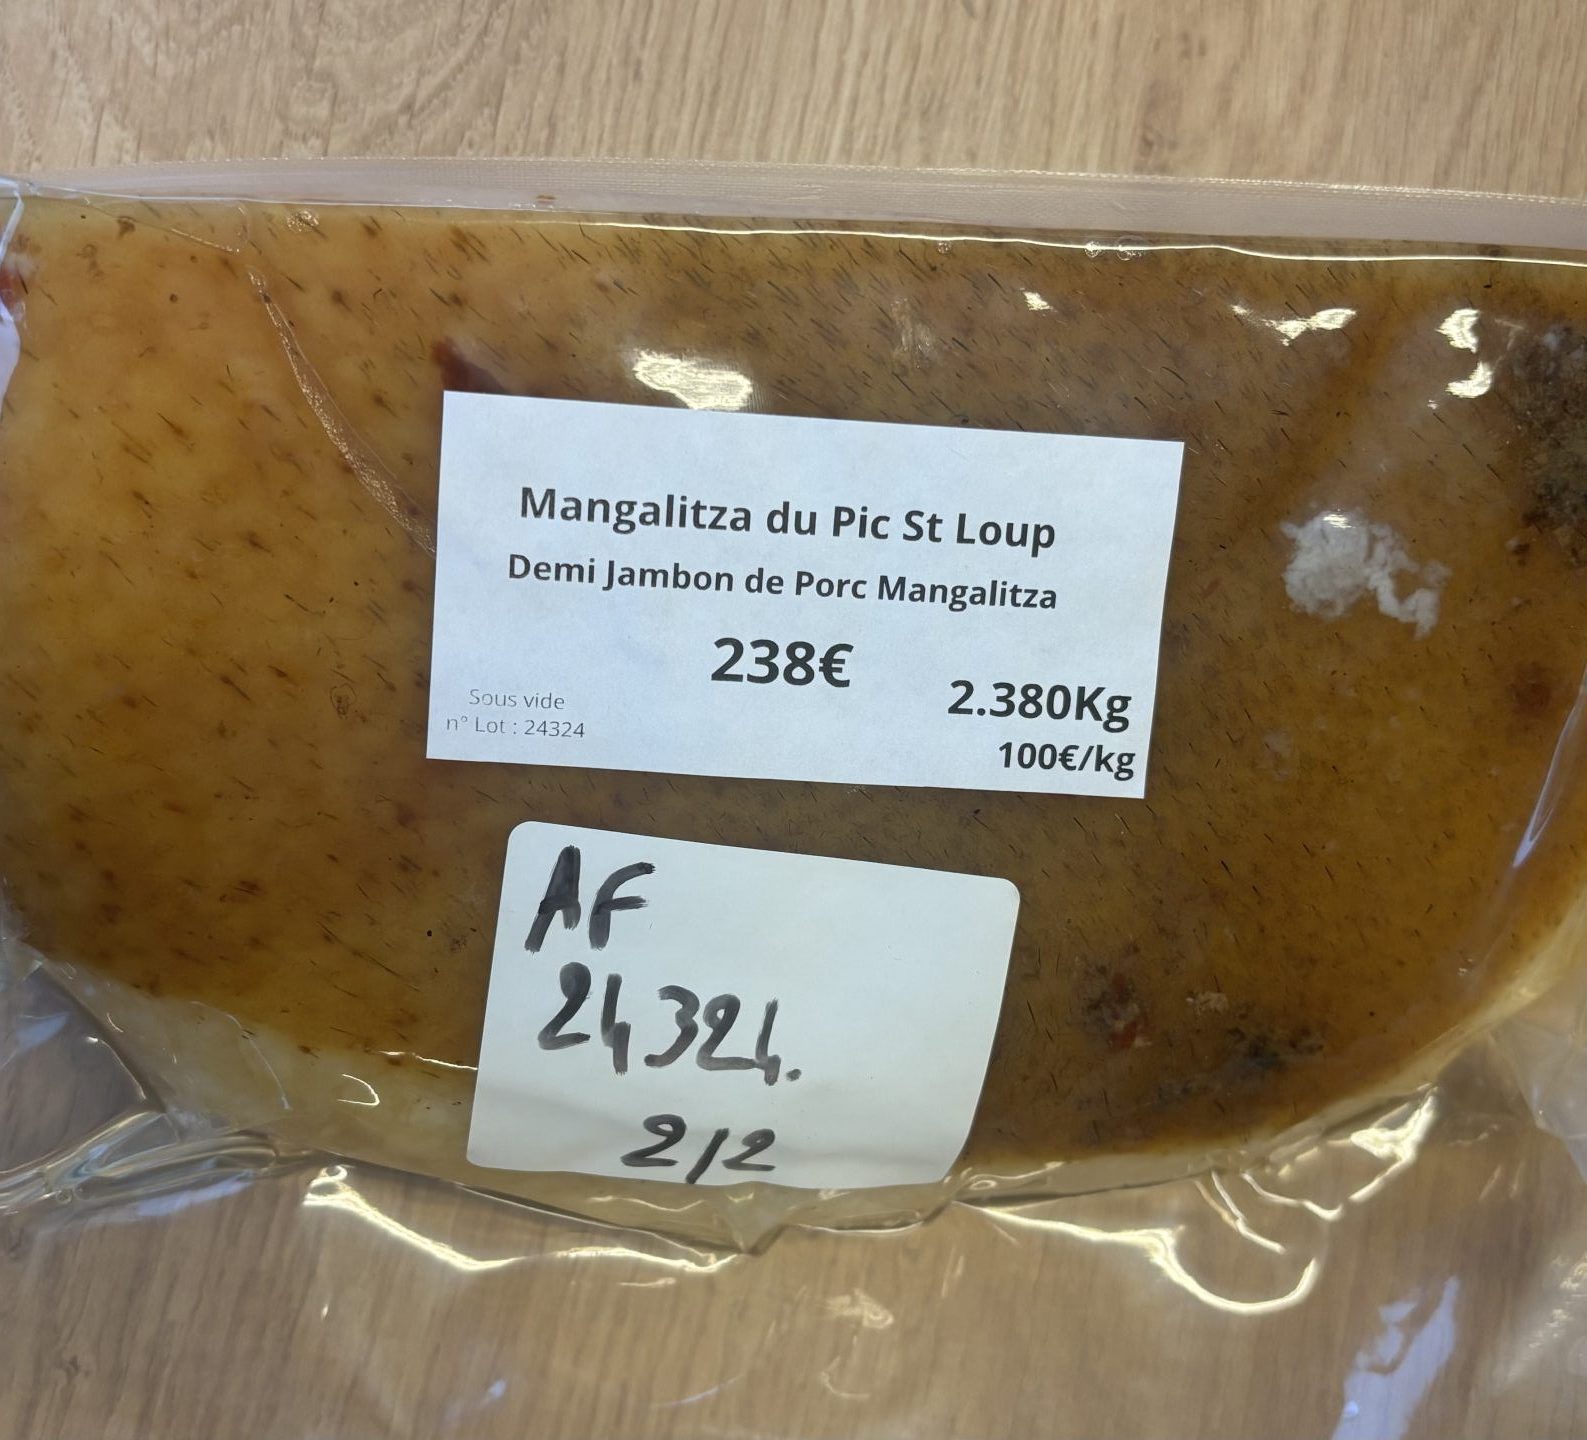 Mangalitza du Pic St Loup
Demi Jambon de Porc Mangalitza
238€
2.380Kg
100€/kg
Sous vide
n° Lot : 24324
AF
24324.
2/2